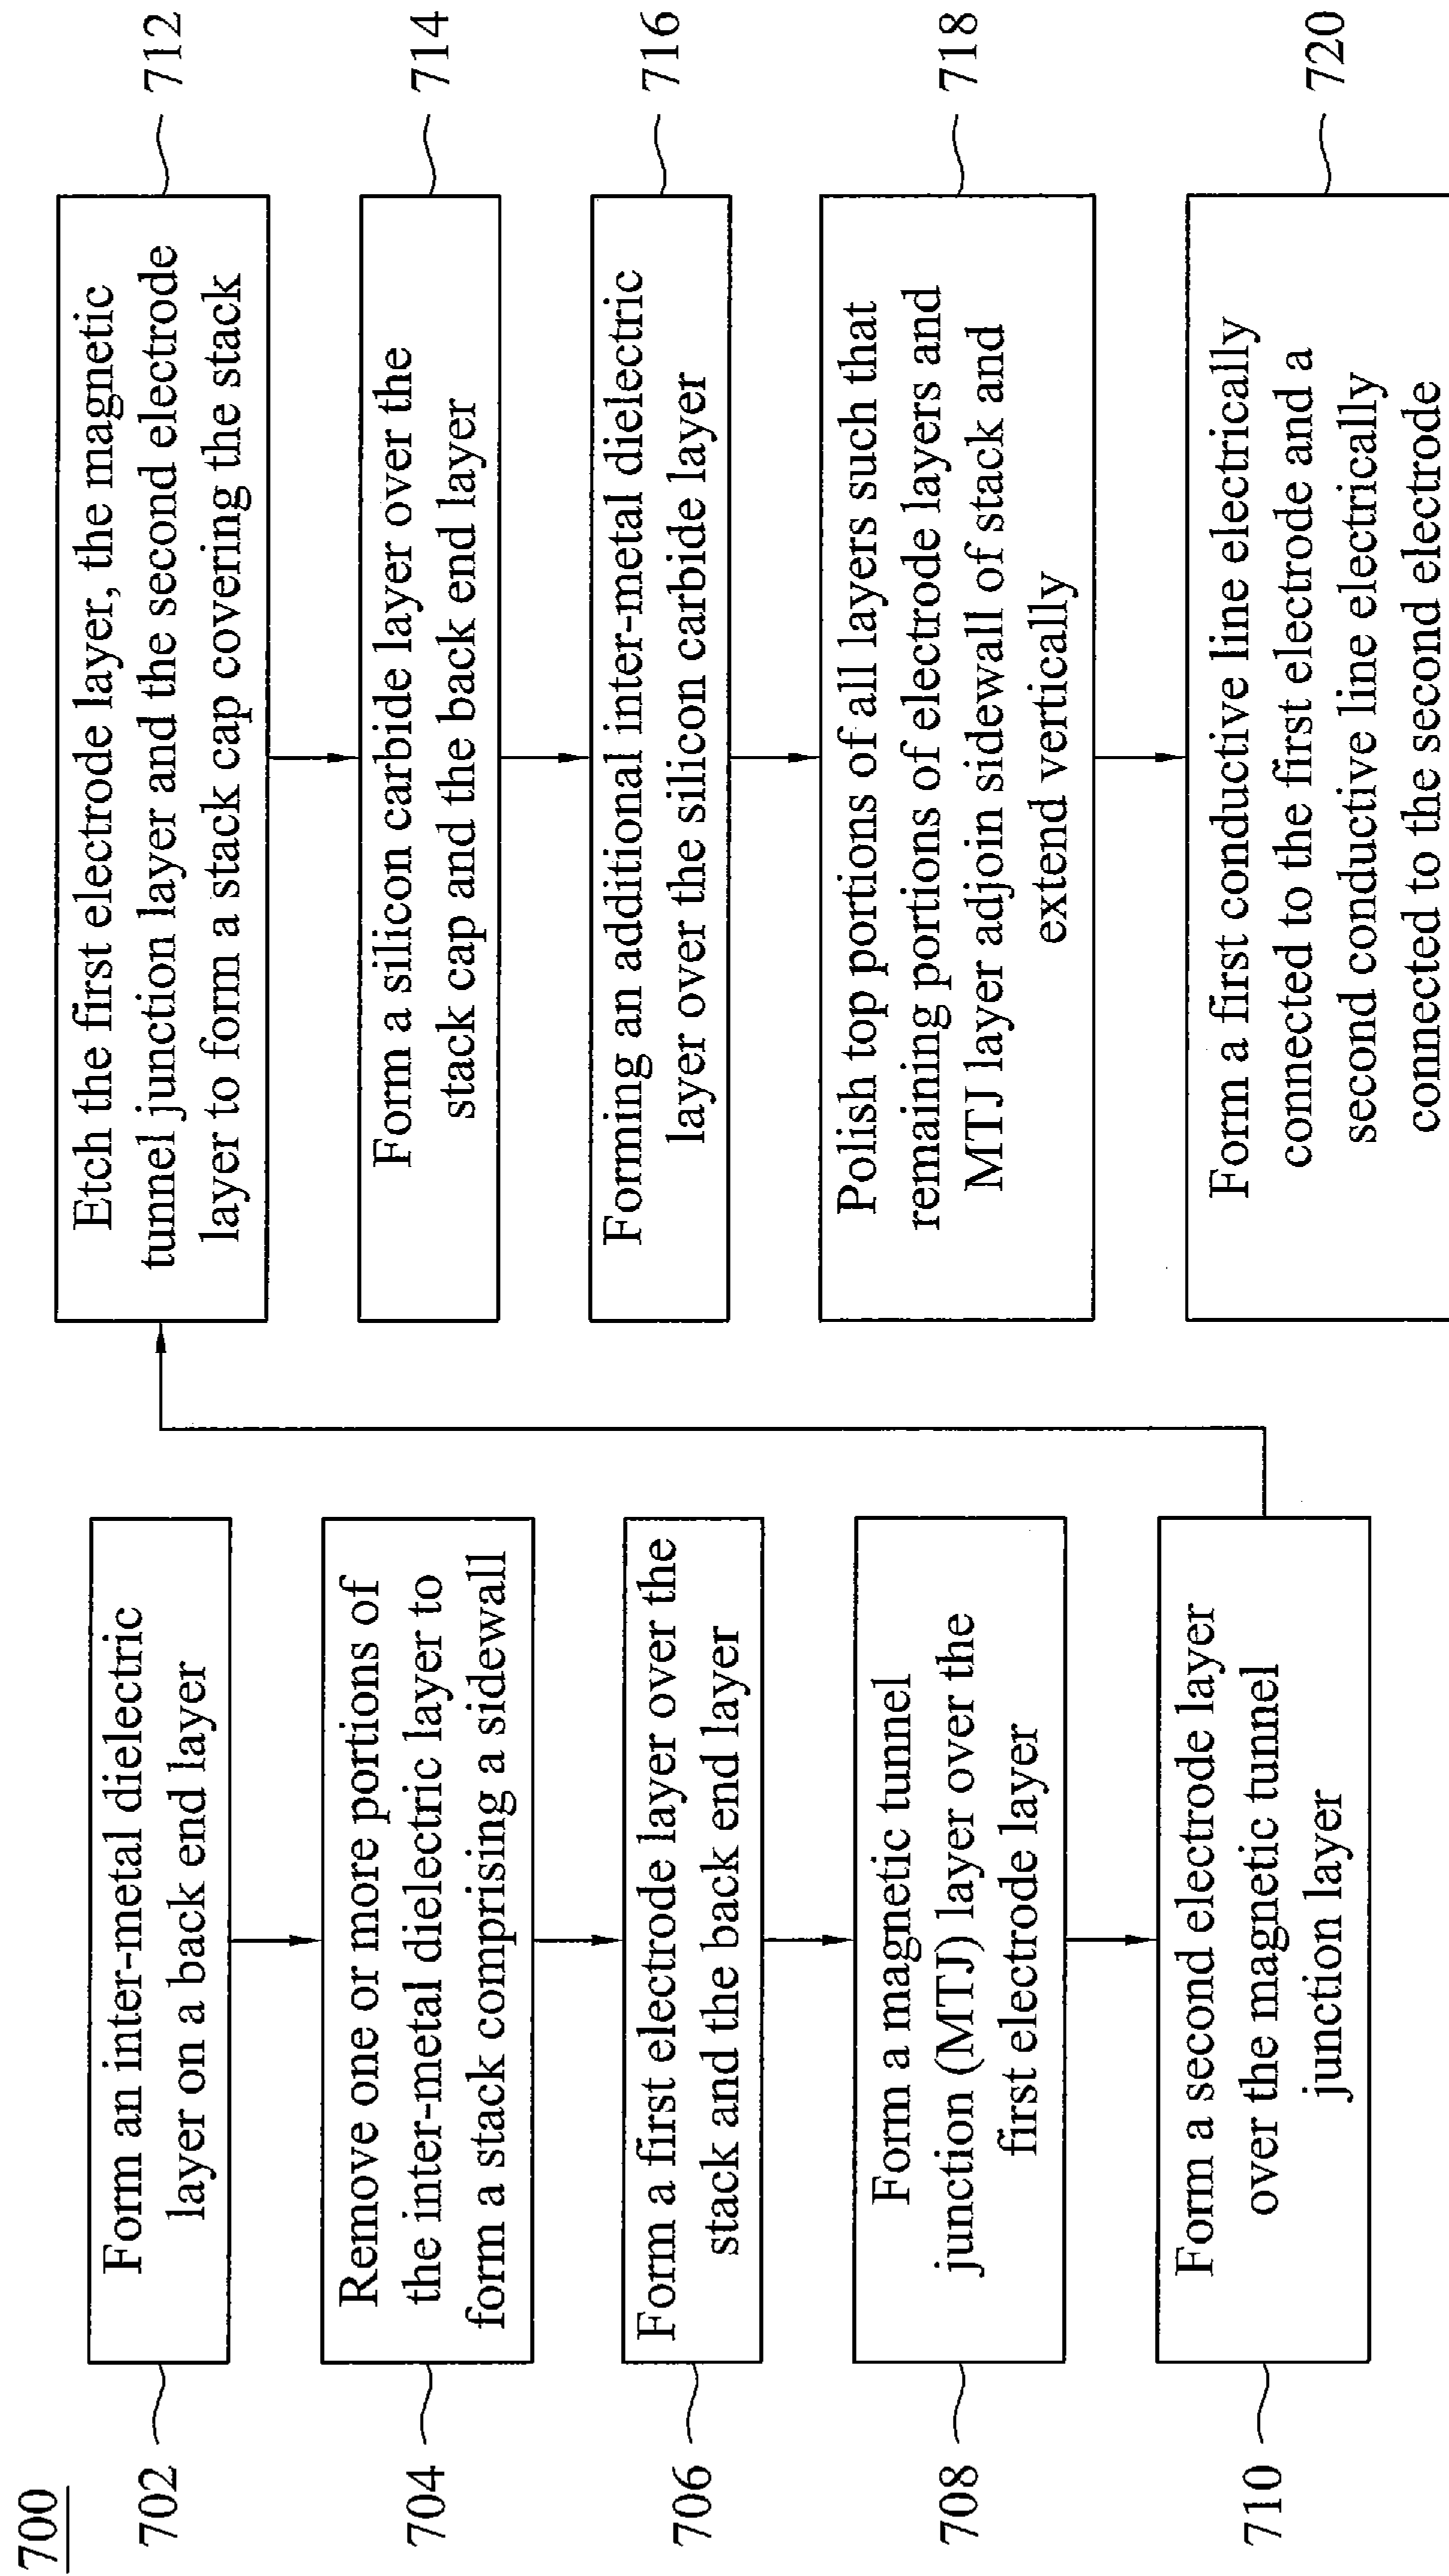 700
702
Form an inter-metal dielectric
layer on a back end layer
704
Remove one or more portions of
the inter-metal dielectric layer to
form a stack comprising a sidewall
706
Form a first electrode layer over the
stack and the back end layer
708
Form a magnetic tunnel
junction (MTJ) layer over the
first electrode layer
710
Form a second electrode layer
over the magnetic tunnel
junction layer
712
Etch the first electrode layer, the magnetic
tunnel junction layer and the second electrode
layer to form a stack cap covering the stack
714
Form a silicon carbide layer over the
stack cap and the back end layer
716
Forming an additional inter-metal dielectric
layer over the silicon carbide layer
718
Polish top portions of all layers such that
remaining portions of electrode layers and
MTJ layer adjoin sidewall of stack and
extend vertically
720
Form a first conductive line electrically
connected to the first electrode and a
second conductive line electrically
connected to the second electrode